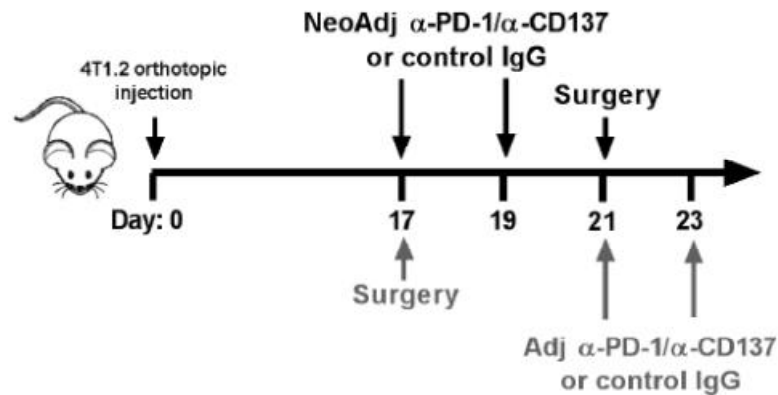 NeoAdj α-PD-1/α-CD137
or control IgG
4T1.2 orthotopic
injection
Surgery
Day: 0
17
19
21
23
Surgery
Adj α-PD-1/α-CD137
or control IgG